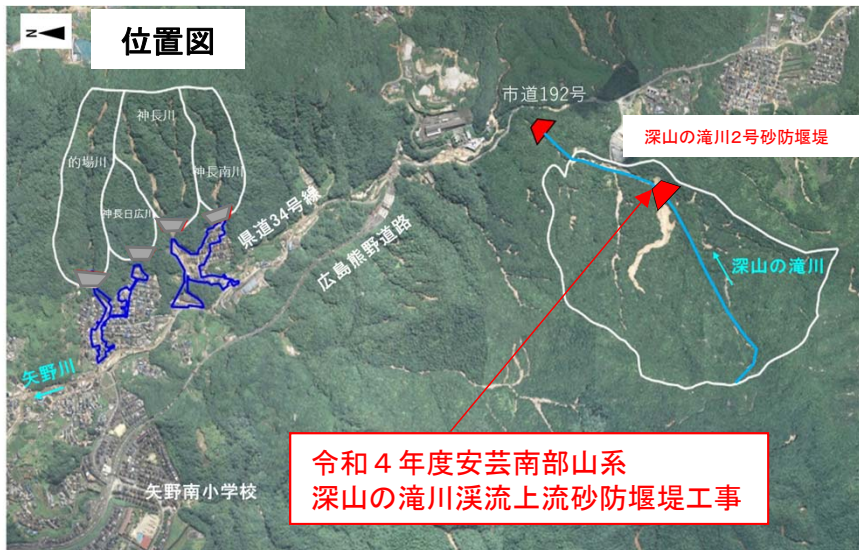 N
位置図
市道192号
深山の滝川2号砂防堰堤
神長川
的場川
神長南川
神長日広川
県道34号線
広島熊野道路
深山の滝川
矢野川
矢野南小学校
令和4年度安芸南部山系
深山の滝川渓流上流砂防堰堤工事